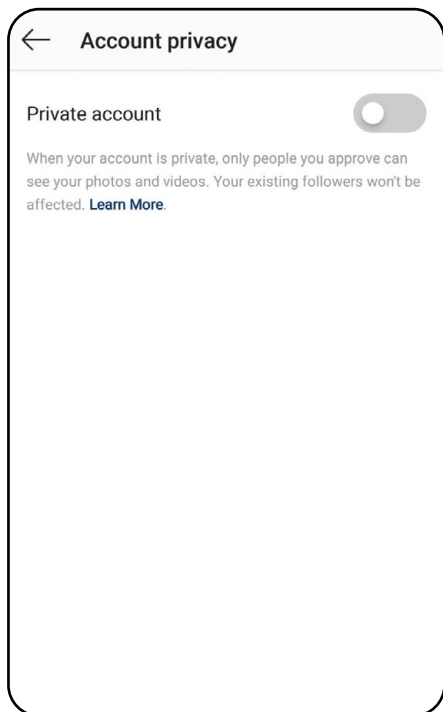 Account privacy
Private account
When your account is private, only people you approve can
see your photos and videos. Your existing followers won't be
affected. Learn More.